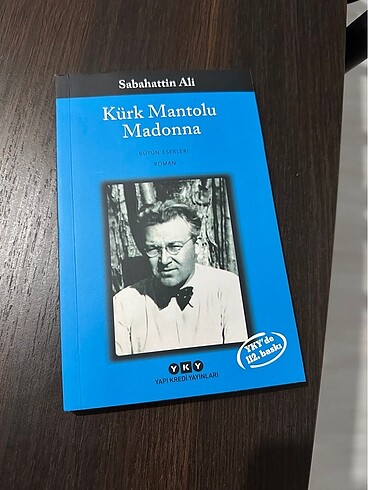 Sabahattin Ali
Kürk Mantolu
Madonna
BÜTÜN ESERLERİ
ROMAN
YKY'de
112. baskı
YKY
YAPI KREDİ YAYINLARI